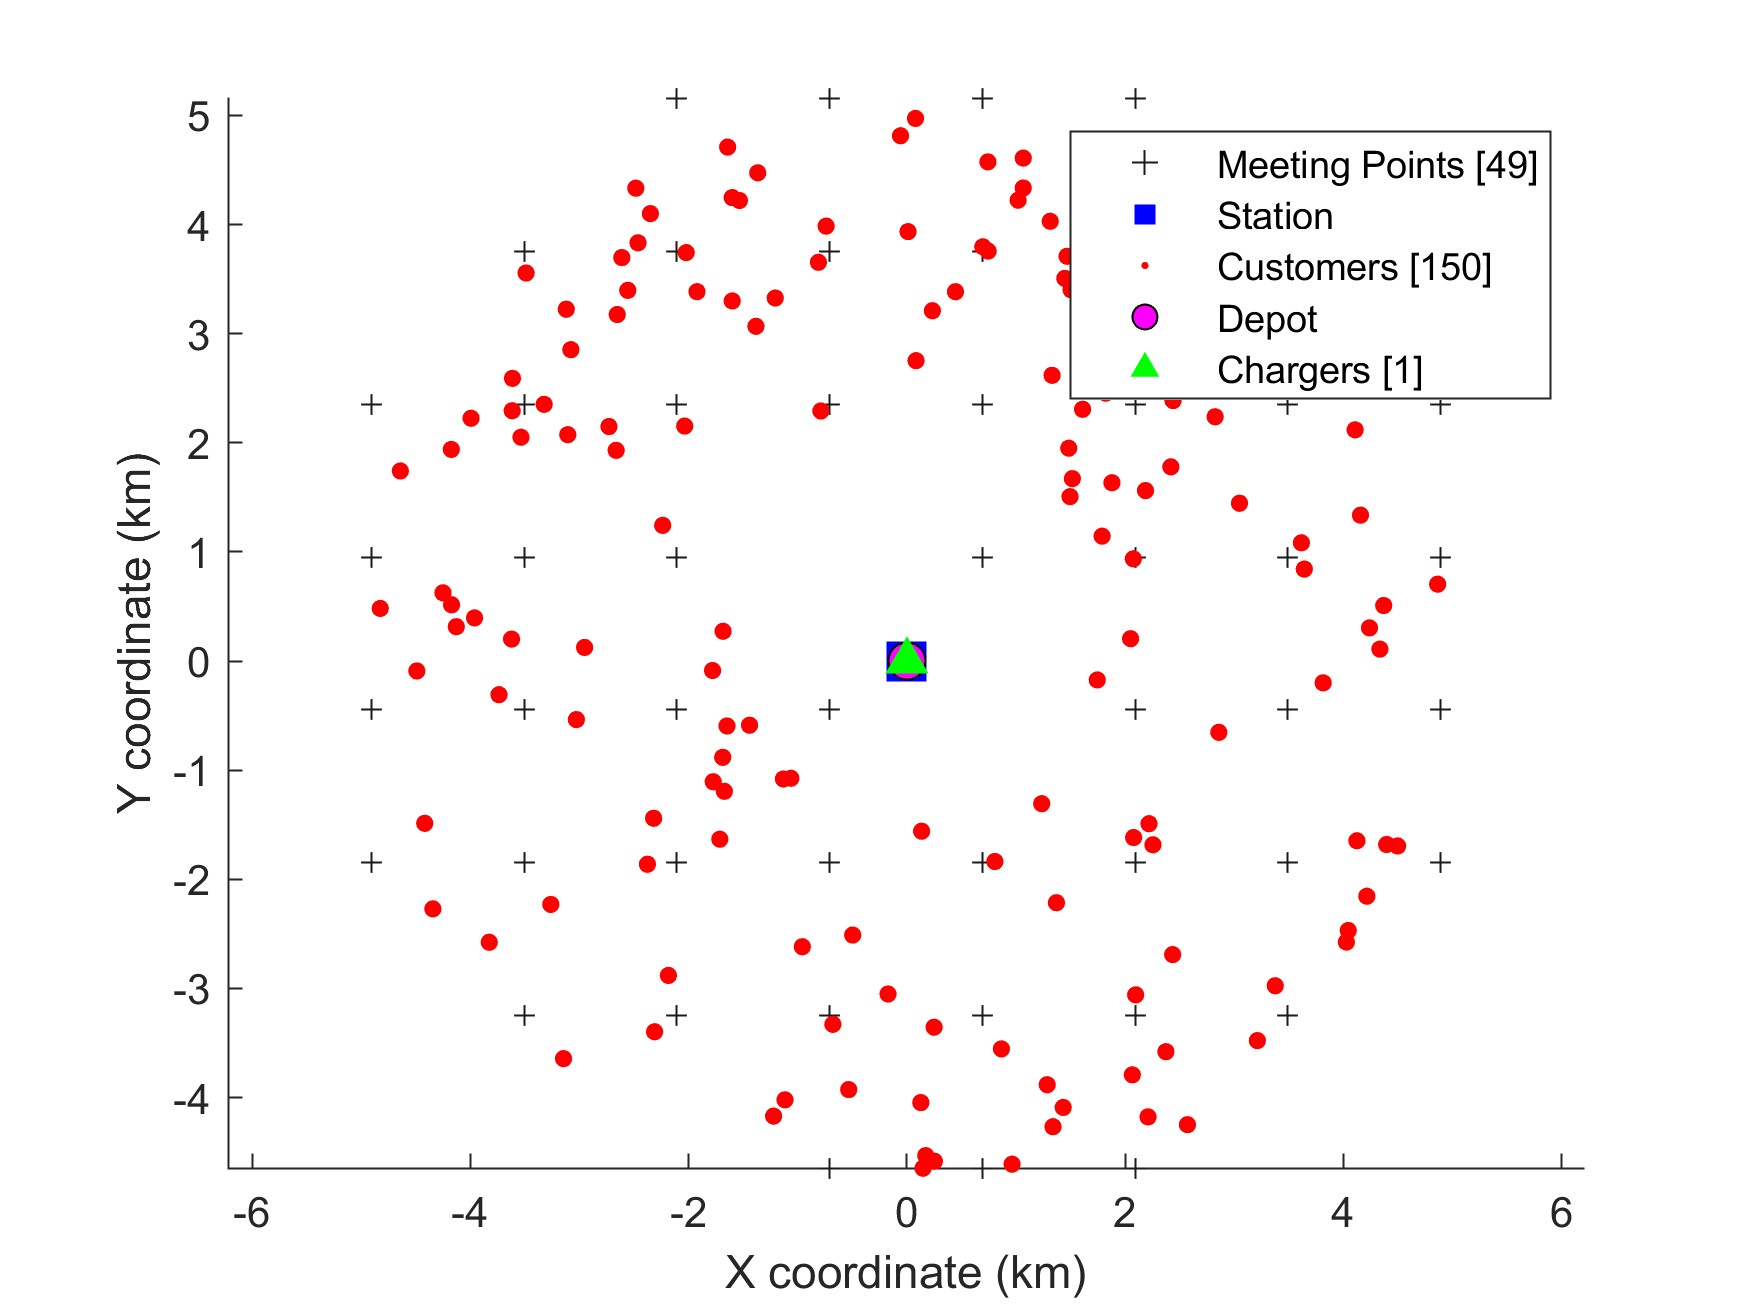 5
4
3
2
1
0
-1
-2
-3
-4
Y coordinate (km)
Meeting Points [49]
Station
Customers [150]
Depot
Chargers [1]
-6
-4
-2
0
2
4
6
X coordinate (km)